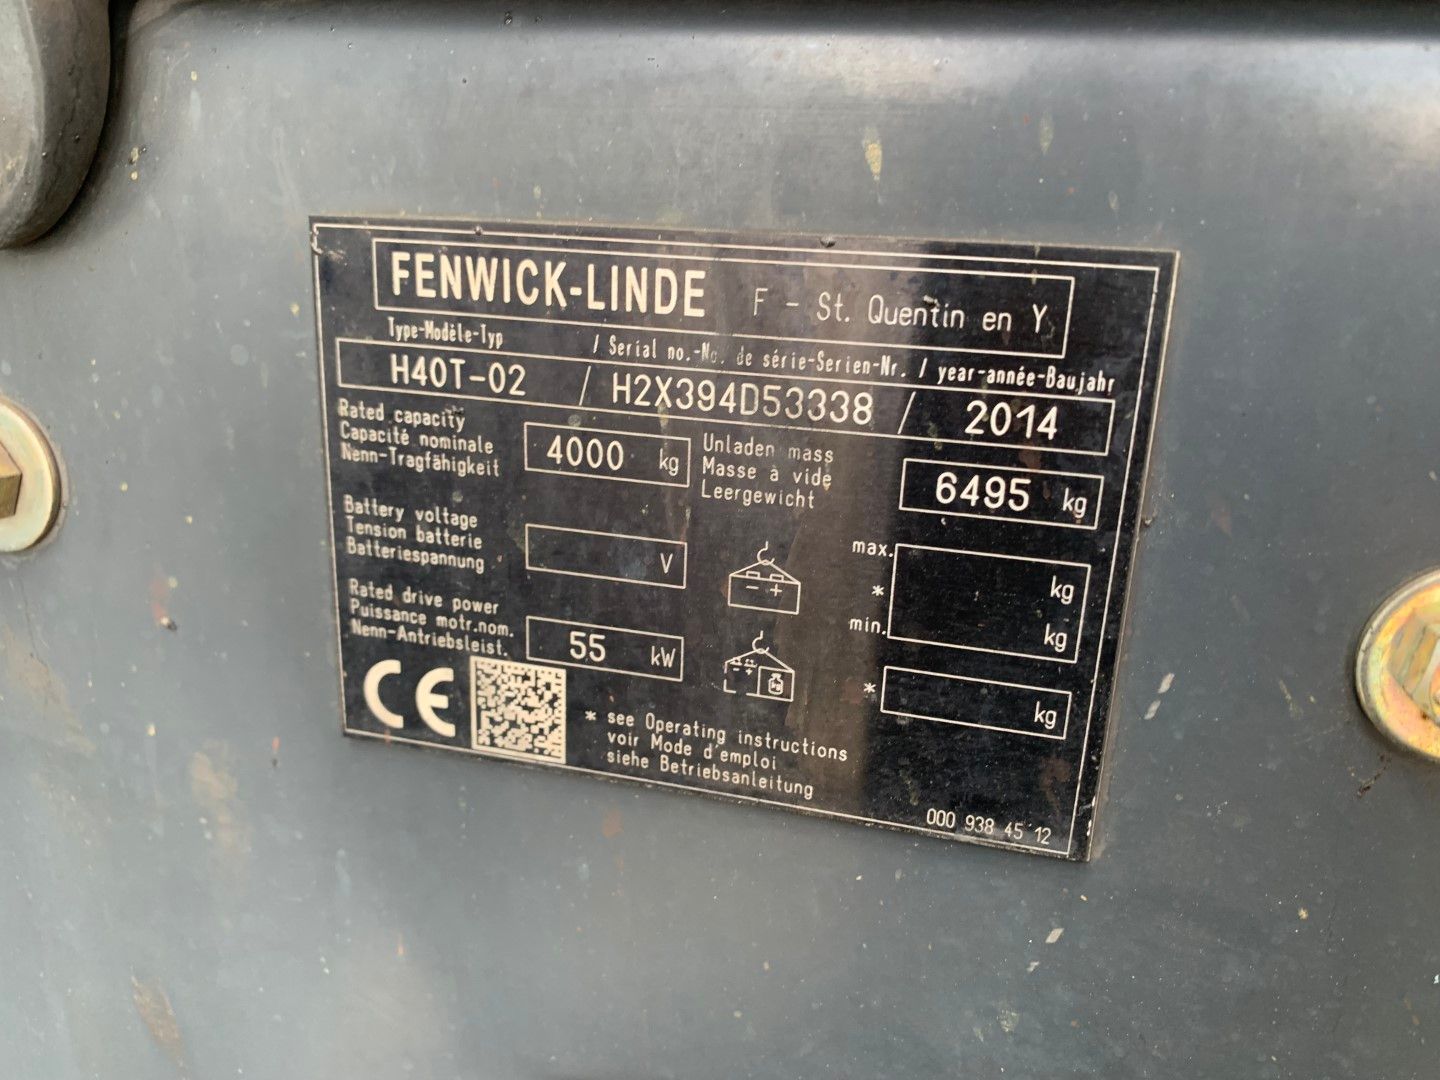 FENWICK-LINDE F - St. Quentin en Y
Type-Modèle-Typ / Serial no.-No. de série-Serien-Nr. / year-année-Baujahr
H40T-02 / H2X394D53338 / 2014
Rated capacity
Capacité nominale
Nenn-Tragfähigkeit
4000 kg
Unladen mass
Masse à vide
Leergewicht
6495 kg
Battery voltage
Tension batterie
Batteriespannung
V
- +
max. kg
*
min. kg
Rated drive power
Puissance motr.nom.
Nenn-Antriebsleist.
55 kW
- +
kg
* kg
CE
* see Operating instructions
voir Mode d'emploi
siehe Betriebsanleitung
000 938 45 12